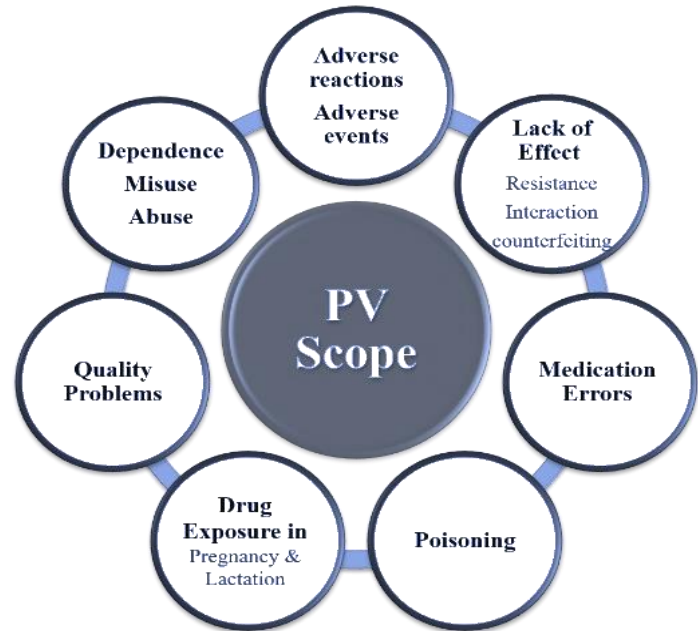 Adverse
reactions
Adverse
events
Lack of
Effect
Resistance
Interaction
counterfeiting
Medication
Errors
Poisoning
Drug
Exposure in
Pregnancy &
Lactation
Quality
Problems
Dependence
Misuse
Abuse
PV
Scope